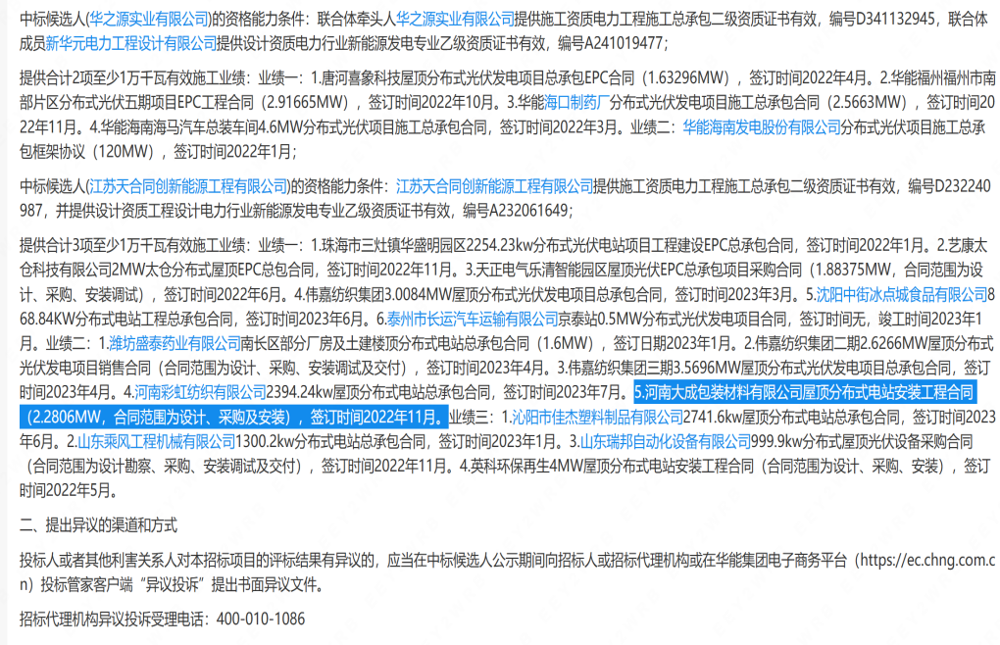 中标候选人(华之源实业有限公司)的资格能力条件：联合体牵头人华之源实业有限公司提供施工资质电力工程施工总承包二级资质证书有效，编号D341132945，联合体
成员新华元电力工程设计有限公司提供设计资质电力行业新能源发电专业乙级资质证书有效，编号A241019477；
提供合计2项至少1万千瓦有效施工业绩：业绩一：1.唐河喜象科技屋顶分布式光伏发电项目总承包EPC合同（1.63296MW），签订时间2022年4月。2.华能福州福州市南
部片区分布式光伏五期项目EPC工程合同（2.91665MW），签订时间2022年10月。3.华能海口制药厂分布式光伏发电项目施工总承包合同（2.5663MW），签订时间20
22年11月。4.华能海南海马汽车总装车间4.6MW分布式光伏项目施工总承包合同，签订时间2022年3月。业绩二：华能海南发电股份有限公司分布式光伏项目施工总承
包框架协议（120MW），签订时间2022年1月；
中标候选人(江苏天合同创新能源工程有限公司)的资格能力条件：江苏天合同创新能源工程有限公司提供施工资质电力工程施工总承包二级资质证书有效，编号D232240
987，并提供设计资质工程设计电力行业新能源发电专业乙级资质证书有效，编号A232061649；
提供合计3项至少1万千瓦有效施工业绩：业绩一：1.珠海市三灶镇华盛明园区2254.23kw分布式光伏电站项目工程建设EPC总承包合同，签订时间2022年1月。2.艺康太
仓科技有限公司2MW太仓分布式屋顶EPC总包合同，签订时间2022年11月。3.天正电气乐清智能园区屋顶光伏EPC总承包项目采购合同（1.88375MW，合同范围为设
计、采购、安装调试），签订时间2022年6月。4.伟嘉纺织集团3.0084MW屋顶分布式光伏发电项目总承包合同，签订时间2023年3月。5.沈阳中街冰点城食品有限公司8
68.84KW分布式电站工程总承包合同，签订时间2023年6月。6.泰州市长运汽车运输有限公司京泰站0.5MW分布式光伏发电项目合同，签订时间无，竣工时间2023年1
月。业绩二：1.潍坊盛泰药业有限公司南长区部分厂房及土建楼顶分布式电站总承包合同（1.6MW），签订日期2023年1月。2.伟嘉纺织集团二期2.6266MW屋顶分布式
光伏发电项目销售合同（合同范围为设计、采购、安装调试及交付），签订时间2023年4月。3.伟嘉纺织集团三期3.5696MW屋顶分布式光伏发电项目总承包合同，签订
时间2023年4月。4.河南彩虹纺织有限公司2394.24kw屋顶分布式电站总承包合同，签订时间2023年7月。5.河南大成包装材料有限公司屋顶分布式电站安装工程合同
（2.2806MW，合同范围为设计、采购及安装），签订时间2022年11月。业绩三：1.沁阳市佳杰塑料制品有限公司2741.6kw屋顶分布式电站总承包合同，签订时间2023
年6月。2.山东乘风工程机械有限公司1300.2kw分布式电站总承包合同，签订时间2023年1月。3.山东瑞邦自动化设备有限公司999.9kw分布式屋顶光伏设备采购合同
（合同范围为设计勘察、采购、安装调试及交付），签订时间2022年11月。4.英科环保再生4MW屋顶分布式电站安装工程合同（合同范围为设计、采购、安装），签订
时间2022年5月。
二、提出异议的渠道和方式
投标人或者其他利害关系人对本招标项目的评标结果有异议的，应当在中标候选人公示期间向招标人或招标代理机构或在华能集团电子商务平台（https://ec.chng.com.c
n）投标管家客户端“异议投诉”提出书面异议文件。
招标代理机构异议投诉受理电话：400-010-1086